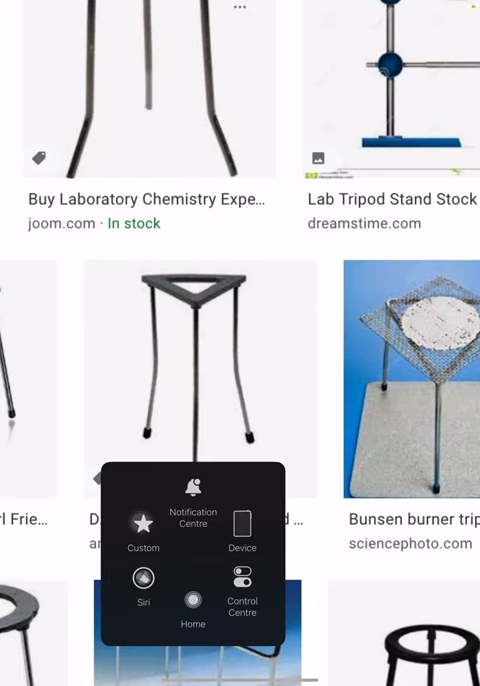 Buy Laboratory Chemistry Expe…
joom.com · In stock
Lab Tripod Stand Stock
dreamstime.com
Notification
Centre
Custom
Device
Siri
Control
Centre
Home
rl Frie…
D
d…
Bunsen burner trip
ar
sciencephoto.com